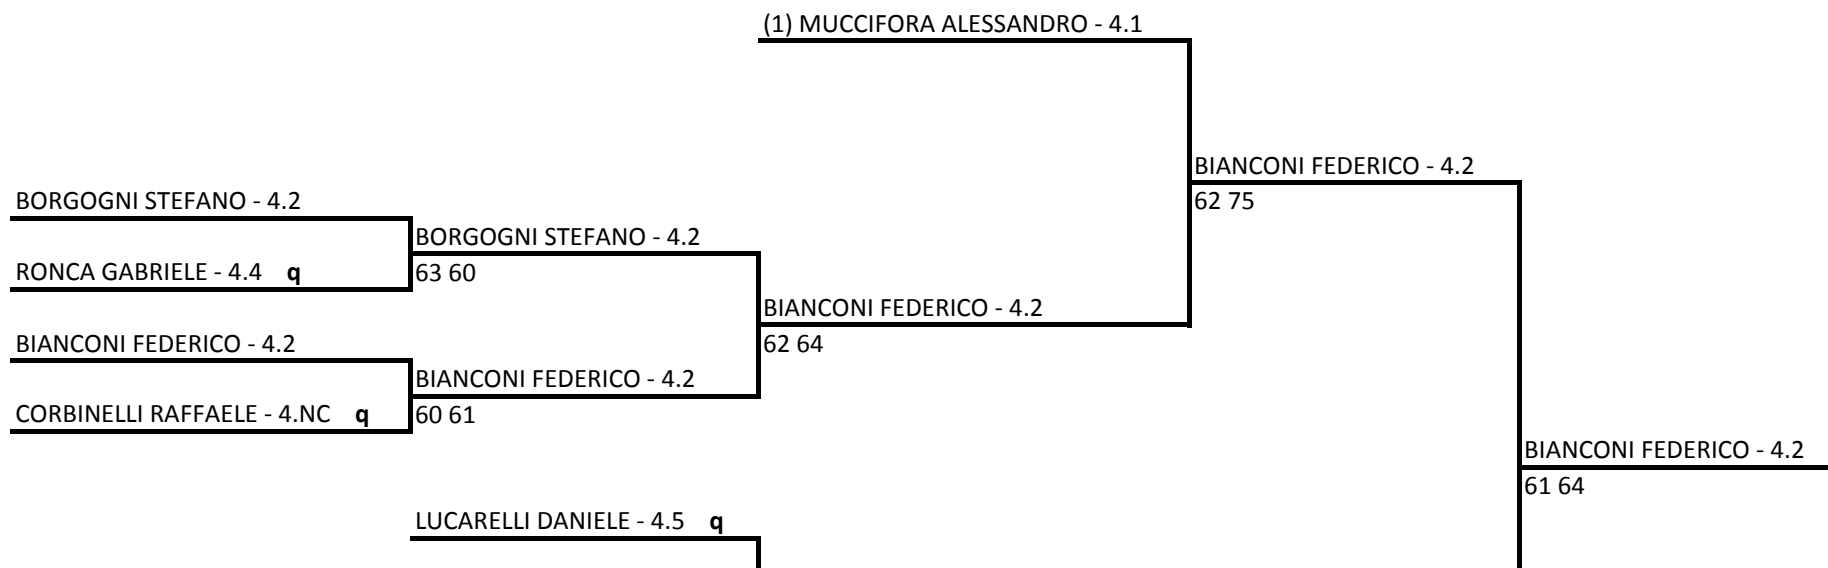 (1) MUCCIFORA ALESSANDRO - 4.1
BIANCONI FEDERICO - 4.2
62 75
BORGOGNI STEFANO - 4.2
BORGOGNI STEFANO - 4.2
63 60
RONCA GABRIELE - 4.4 q
BIANCONI FEDERICO - 4.2
62 64
BIANCONI FEDERICO - 4.2
BIANCONI FEDERICO - 4.2
60 61
CORBINELLI RAFFAELE - 4.NC q
BIANCONI FEDERICO - 4.2
61 64
LUCARELLI DANIELE - 4.5 q